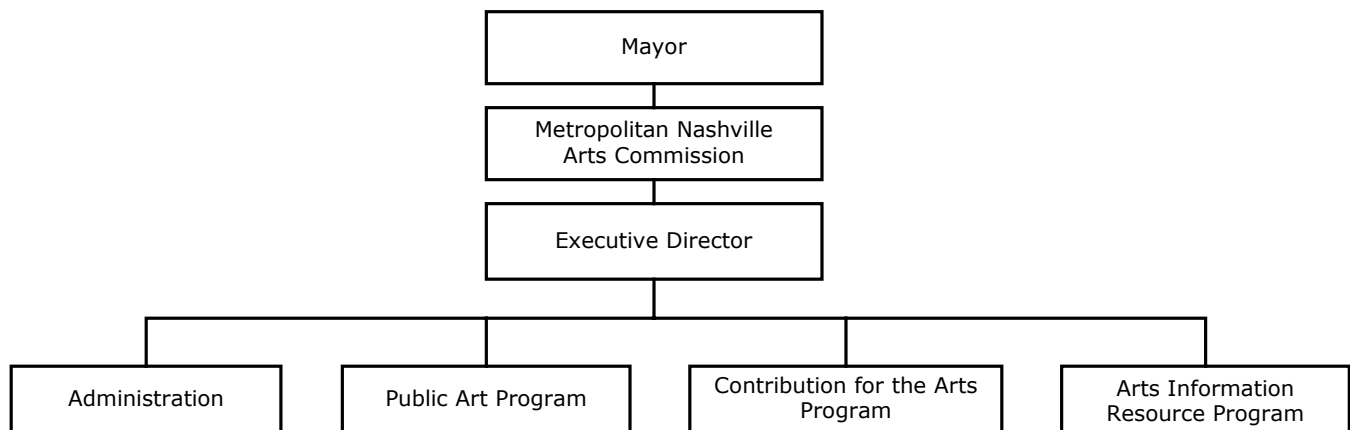 Mayor
Metropolitan Nashville
Arts Commission
Executive Director
Administration
Public Art Program
Contribution for the Arts
Program
Arts Information
Resource Program